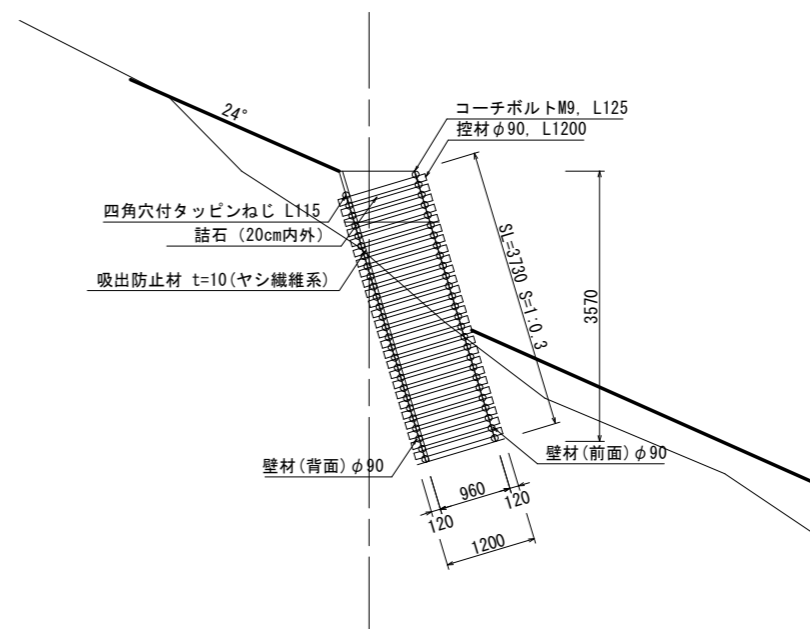 24°
コーチボルトM9, L125
控材φ90, L1200
四角穴付タッピンねじ L115
詰石 (20cm内外)
吸出防止材 t=10(ヤシ繊維系)
SL=3730 S=1:0.3
3570
壁材(背面)φ90
壁材(前面)φ90
960
120
120
1200